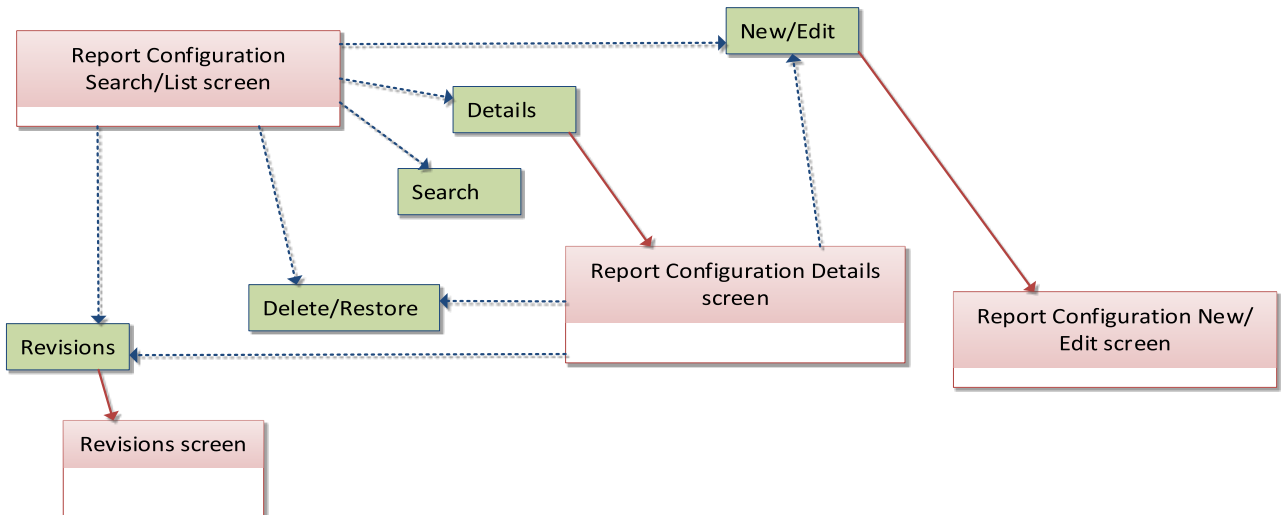 New/Edit
Report Configuration
Search/List screen
Details
Search
Report Configuration Details
screen
Delete/Restore
Report Configuration New/
Edit screen
Revisions
Revisions screen